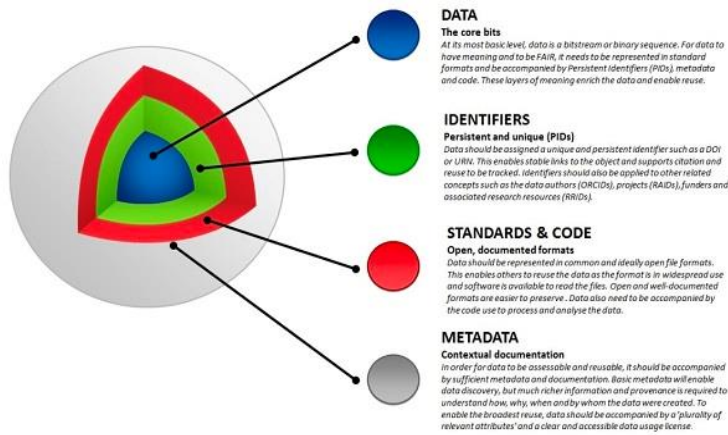 DATA
The core bits
At its most basic level, data is a bitstream or binary sequence. For data to
have meaning and to be FAIR, it needs to be represented in standard
formats and be accompanied by Persistent Identifiers (PIDs), metadata
and code. These layers of meaning enrich the data and enable reuse.
IDENTIFIERS
Persistent and unique (PIDs)
Data should be assigned a unique and persistent identifier such as a DOI
or URN. This enables stable links to the object and supports citation and
reuse to be tracked. Identifiers should also be applied to other related
concepts such as the data authors (ORCIDs), projects (RAIDs), funders and
associated research resources (RRIDs).
STANDARDS & CODE
Open, documented formats
Data should be represented in common and ideally open file formats.
This enables others to reuse the data as the format is in widespread use
and software is available to read the files. Open and well-documented
formats are easier to preserve . Data also need to be accompanied by
the code use to process and analyse the data.
METADATA
Contextual documentation
In order for data to be assessable and reusable, it should be accompanied
by sufficient metadata and documentation. Basic metadata will enable
data discovery, but much richer information and provenance is required to
understand how, why, when and by whom the data were created. To
enable the broadest reuse, data should be accompanied by a 'plurality of
relevant attributes' and a clear and accessible data usage license.